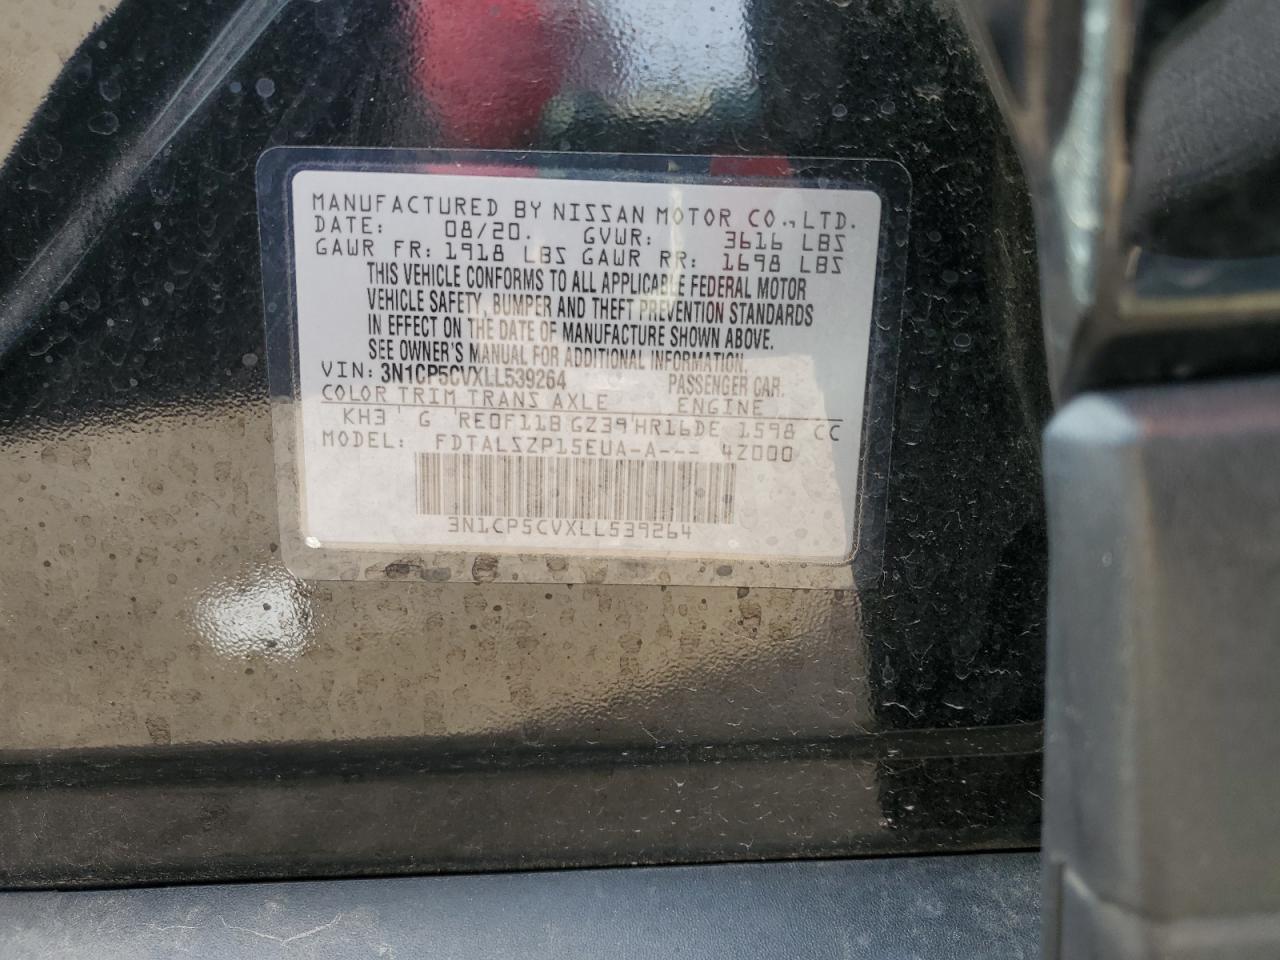 MANUFACTURED BY NISSAN MOTOR CO.,LTD.
DATE: 08/20. GVWR: 3616 LBS
GAWR FR: 1918 LBS GAWR RR: 1698 LBS
THIS VEHICLE CONFORMS TO ALL APPLICABLE FEDERAL MOTOR
VEHICLE SAFETY, BUMPER AND THEFT PREVENTION STANDARDS
IN EFFECT ON THE DATE OF MANUFACTURE SHOWN ABOVE.
SEE OWNER'S MANUAL FOR ADDITIONAL INFORMATION.
VIN: 3N1CP5CVXLL539264 PASSENGER CAR.
COLOR TRIM TRANS AXLE ENGINE
KH3 ' G 'RE0F11B GZ39'HR16DE 1598 CC
MODEL: FDTALSZP15EUA-A--- 4Z000
3N1CP5CVXLL539264